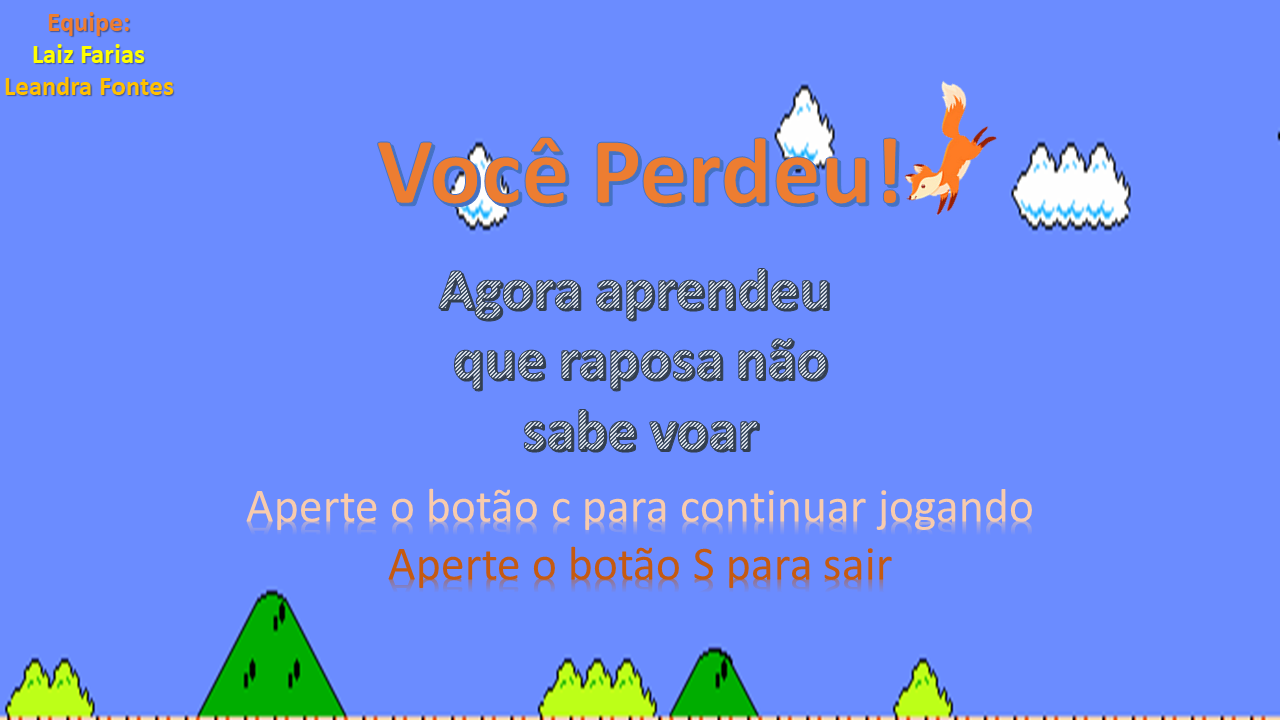 Equipe:
Laiz Farias
Leandra Fontes
Você Perdeu!
Agora aprendeu
que raposa não
sabe voar
Aperte o botão c para continuar jogando
Aperte o botão S para sair